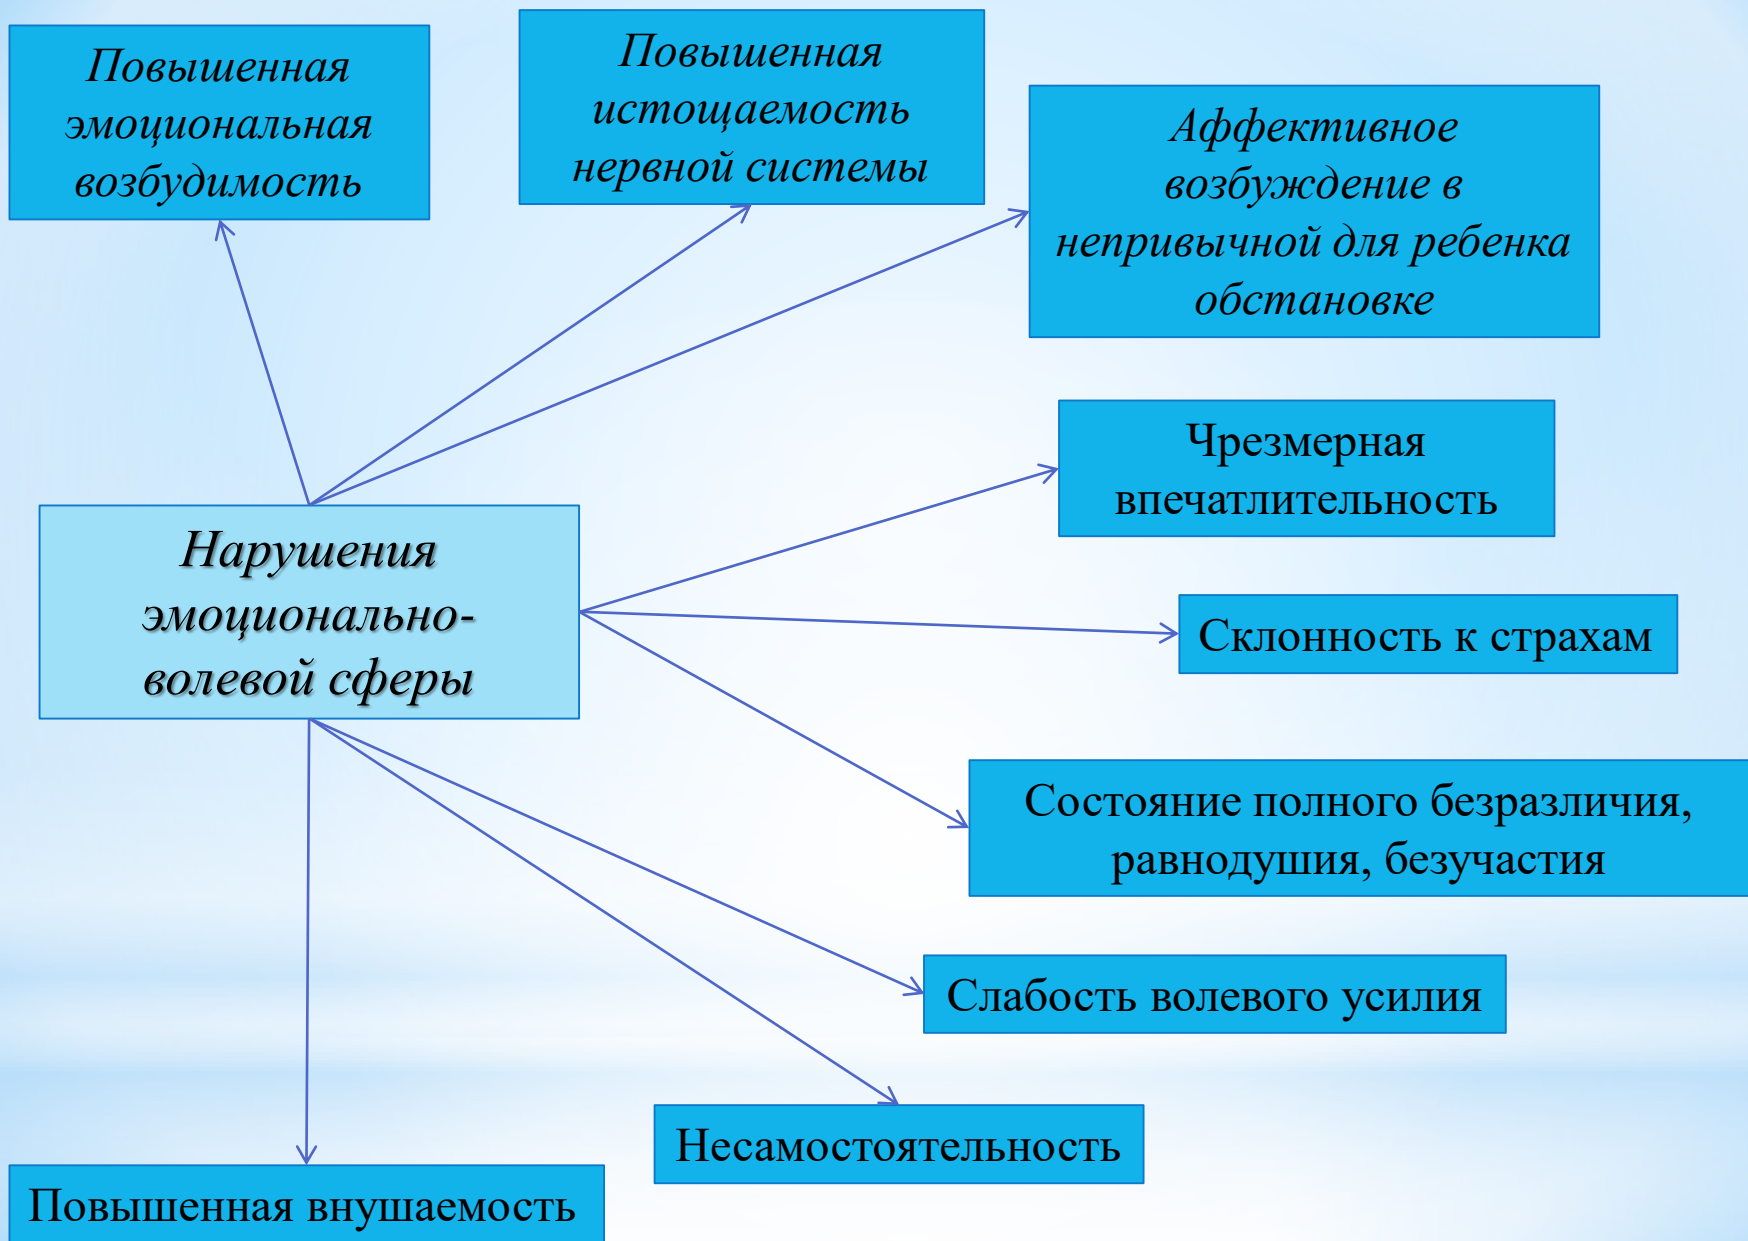 Повышенная
эмоциональная
возбудимость
Повышенная
истощаемость
нервной системы
Аффективное
возбуждение в
непривычной для ребенка
обстановке
Чрезмерная
впечатлительность
Нарушения
эмоционально-
волевой сферы
Склонность к страхам
Состояние полного безразличия,
равнодушия, безучастия
Слабость волевого усилия
Несамостоятельность
Повышенная внушаемость